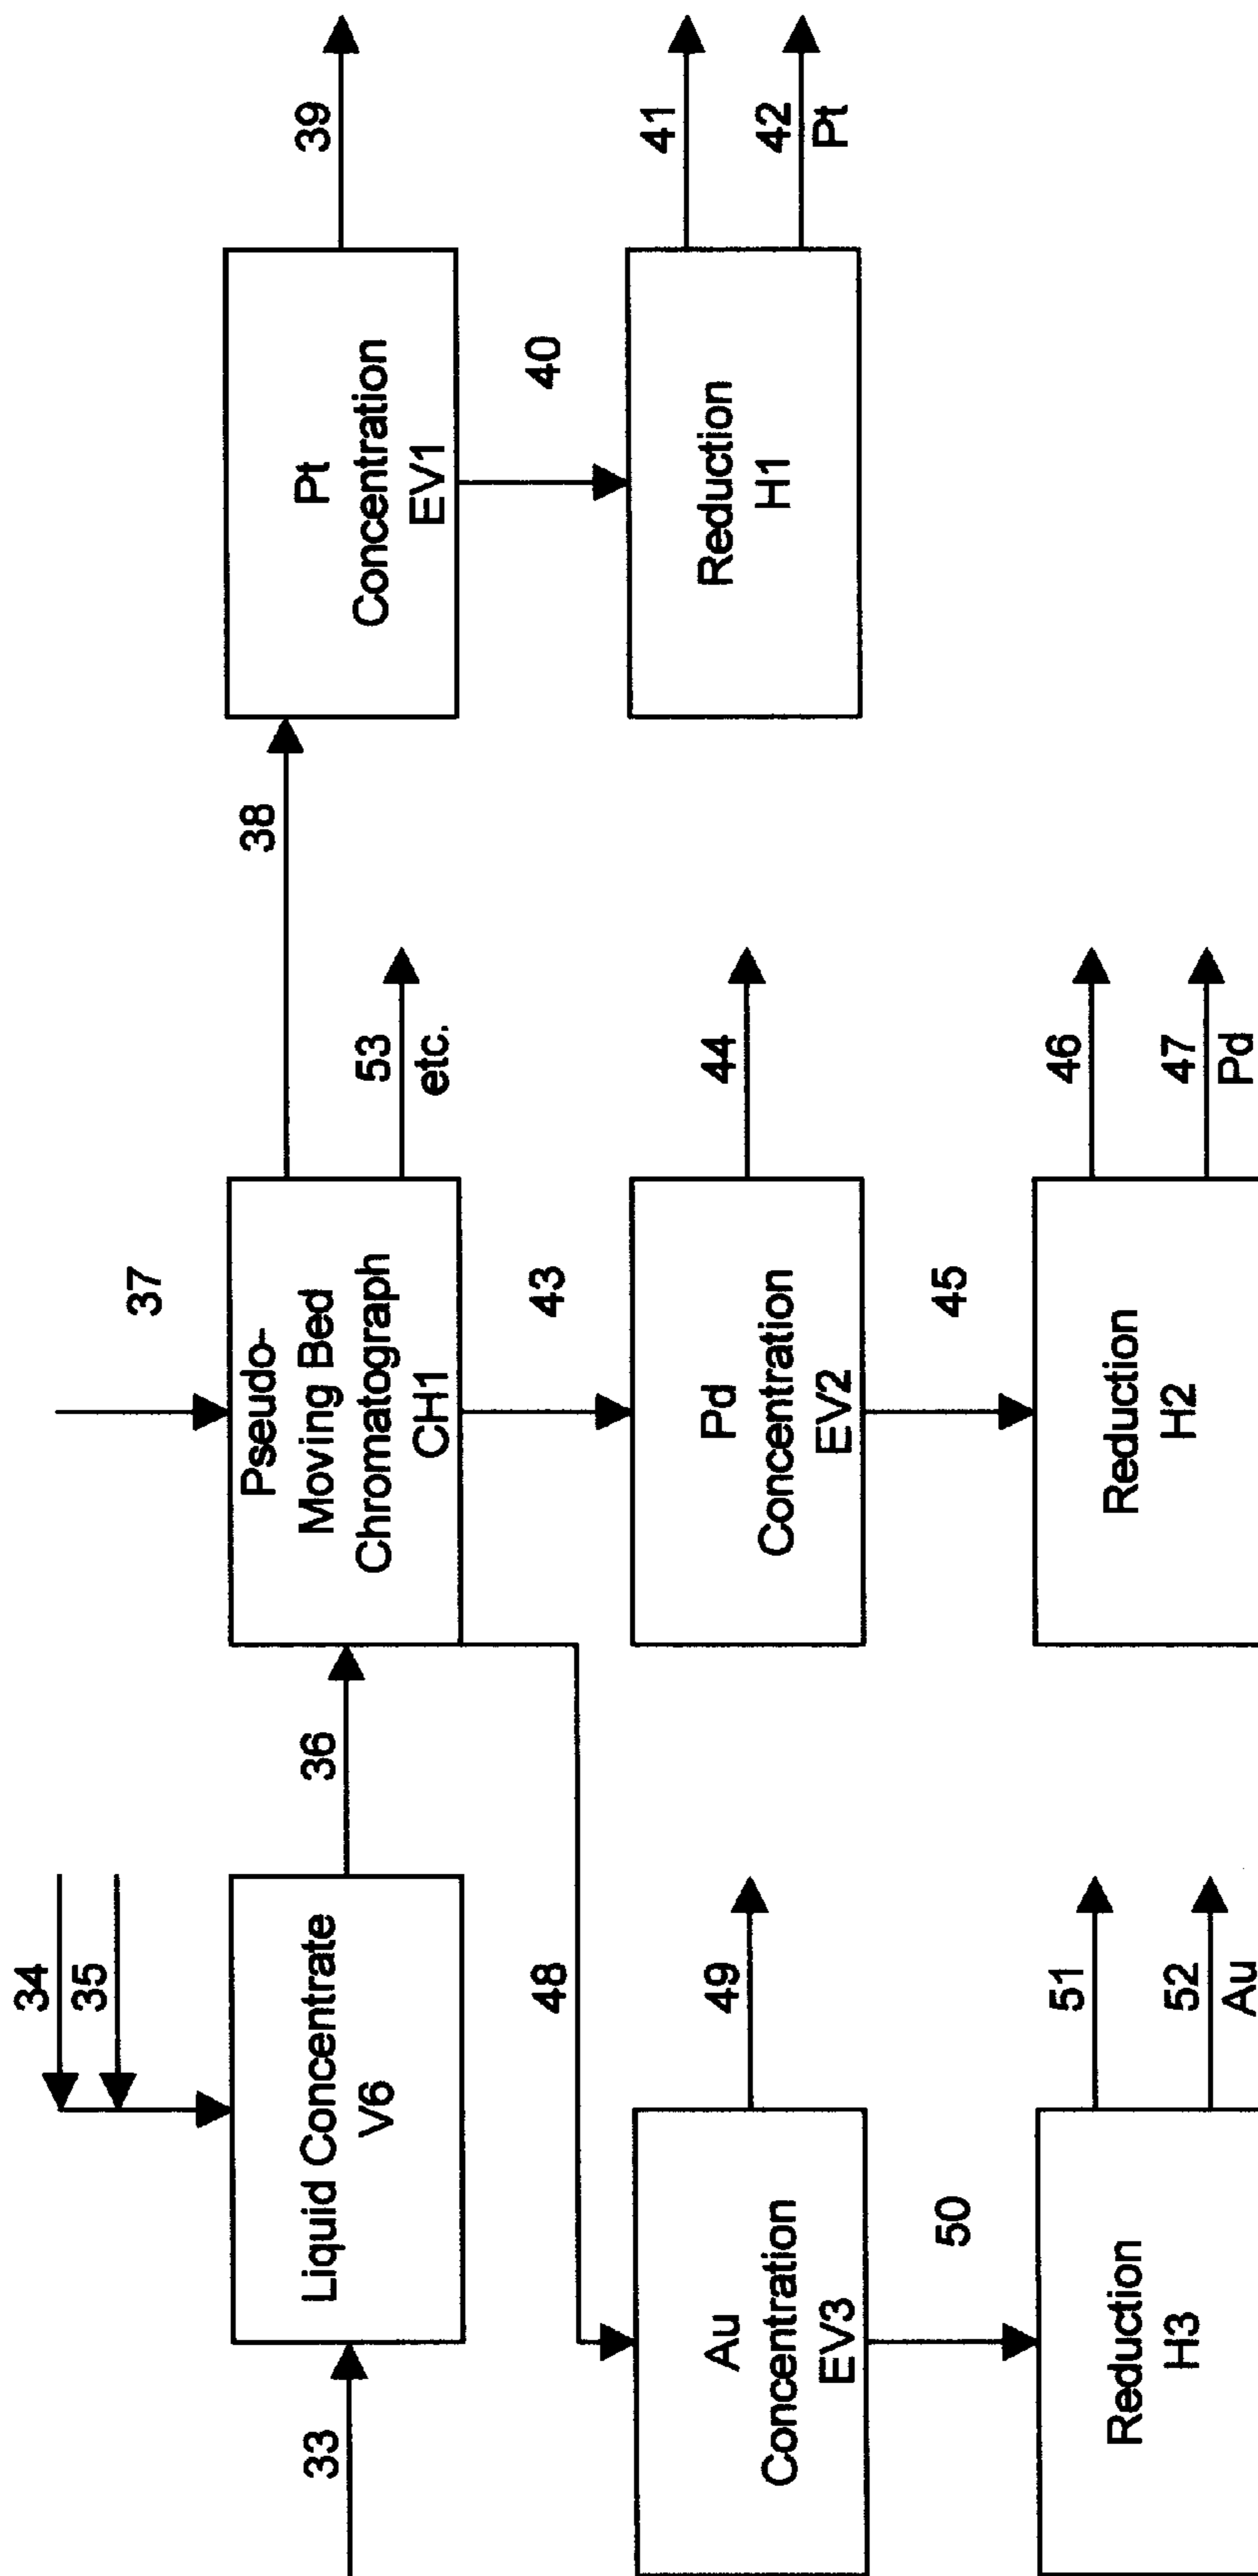 34
35
37
33
Liquid Concentrate
V6
36
Pseudo-
Moving Bed
Chromatograph
CH1
38
53
etc.
Pt
Concentration
EV1
39
48
43
40
Au
Concentration
EV3
49
Pd
Concentration
EV2
44
Reduction
H1
41
42
Pt
50
45
Reduction
H3
51
52
Au
Reduction
H2
46
47
Pd